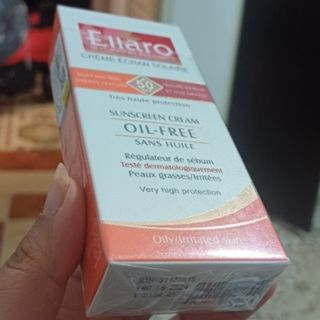 Ellaro
CRÈME ÉCRAN SOLAIRE
50
Très haute protection
SUNSCREEN CREAM
OIL-FREE
SANS HUILE
Régulateur de sébum
Testé dermatologiquement
Peaux grasses/Irritées
Very high protection
Oily/Irritated skin